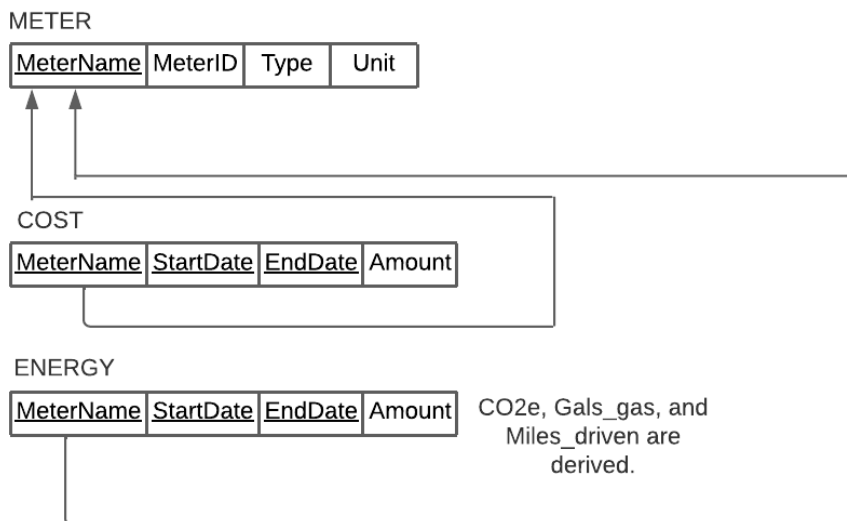 METER
MeterName MeterID Type Unit
COST
MeterName StartDate EndDate Amount
ENERGY
MeterName StartDate EndDate Amount
CO2e, Gals_gas, and
Miles_driven are
derived.